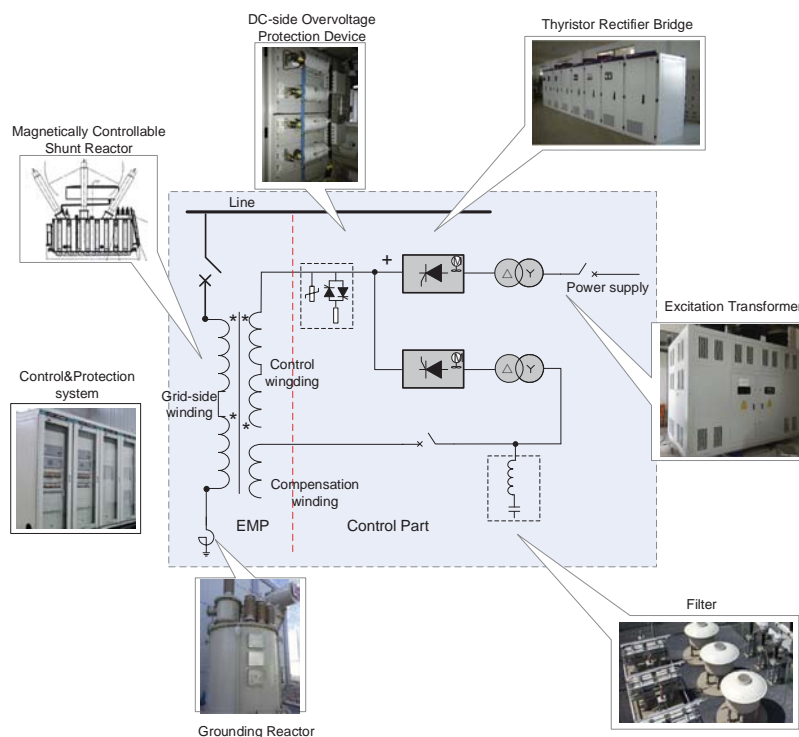 DC-side Overvoltage
Protection Device
Thyristor Rectifier Bridge
Magnetically Controllable
Shunt Reactor
Line
+
M
Δ
Y
Power supply
Excitation Transformer
* *
Control
wingding
Grid-side
winding
M
Δ
Y
Control&Protection
system
* *
Compensation
winding
EMP
Control Part
Filter
Grounding Reactor